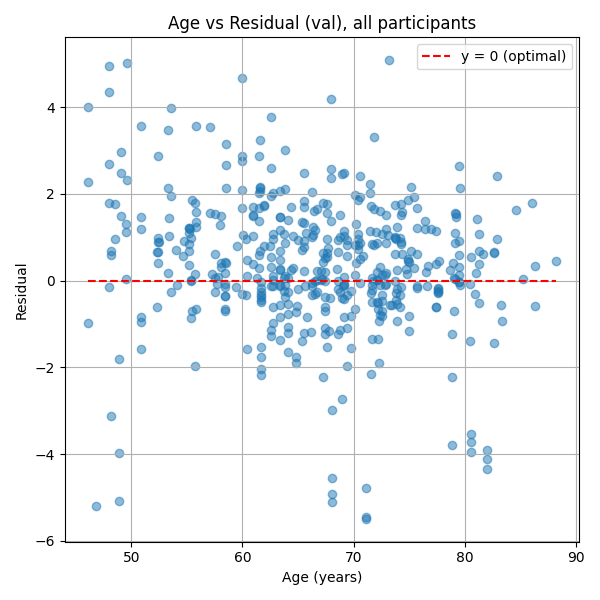 Age vs Residual (val), all participants
y = 0 (optimal)
Residual
4
2
0
−2
−4
−6
50
60
70
80
90
Age (years)